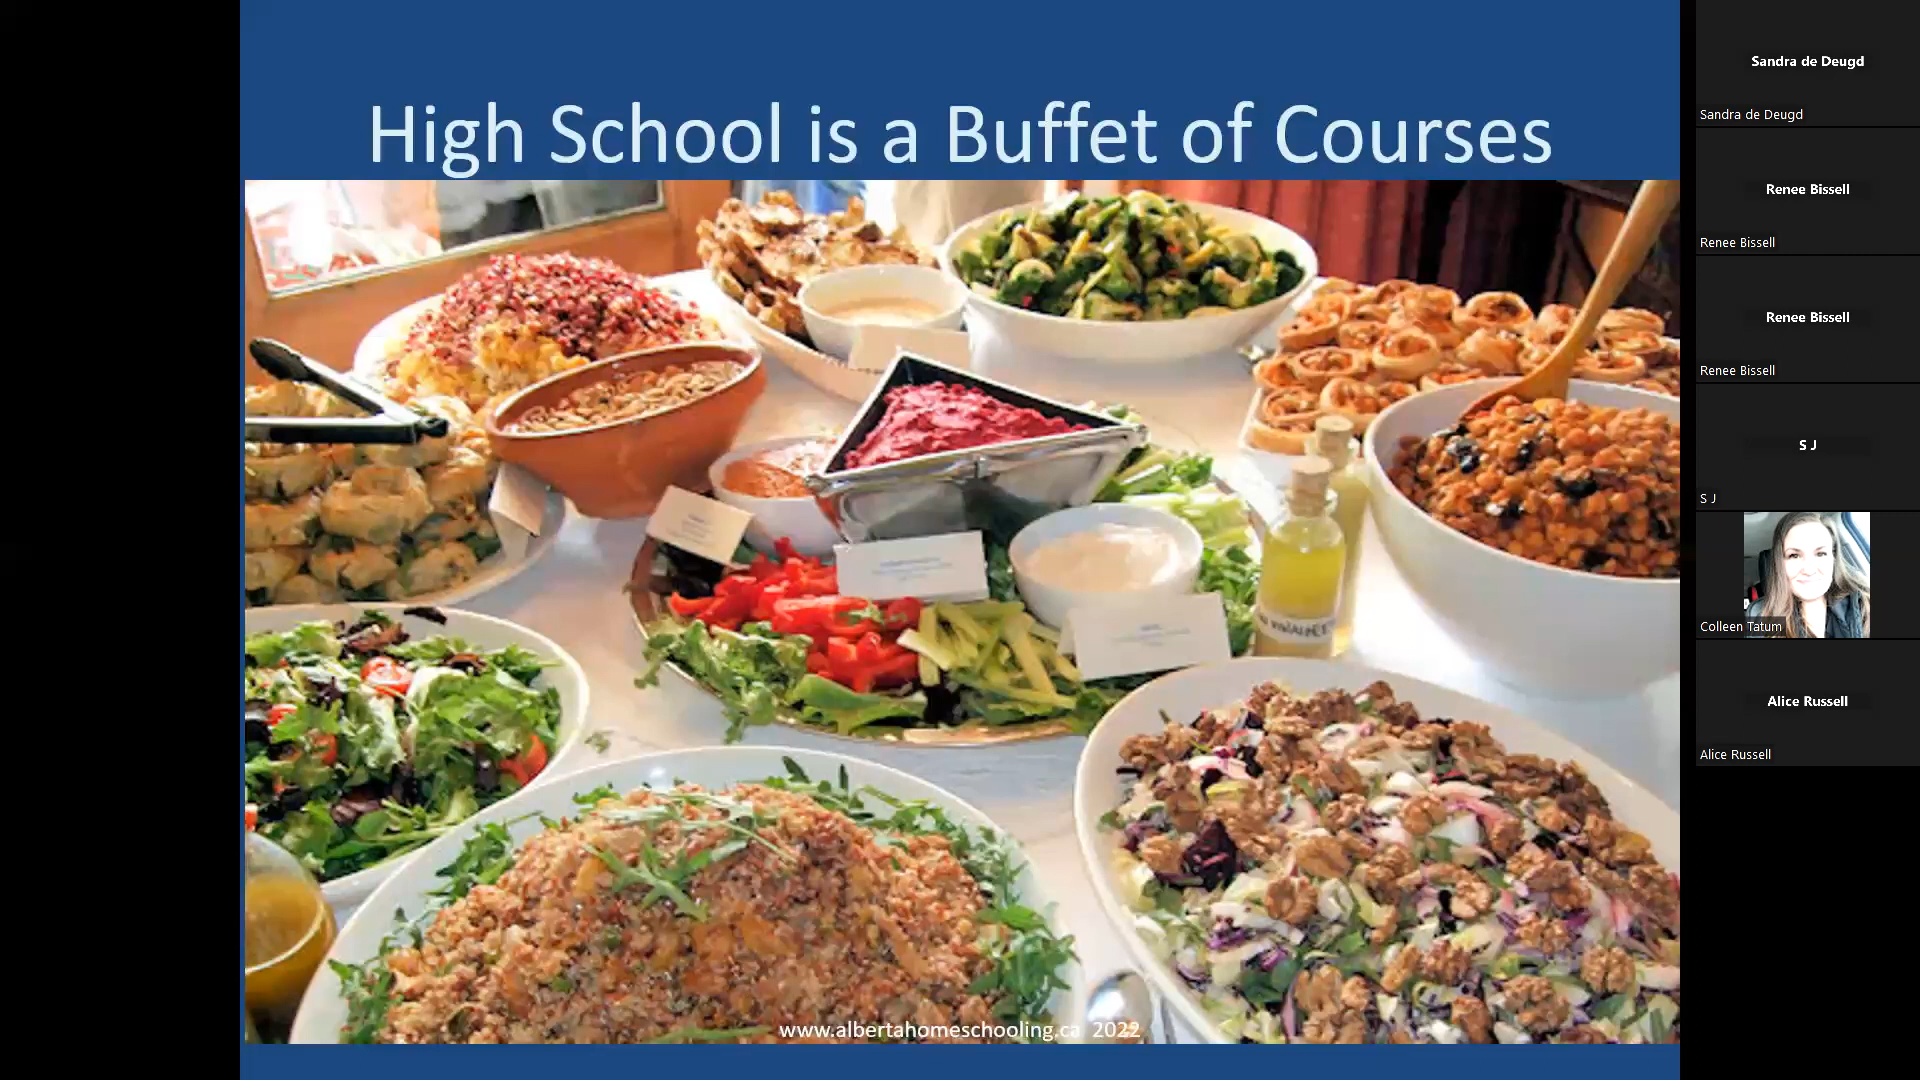 High School is a Buffet of Courses
www.albertahomeschooling.ca 2022
Sandra de Deugd
Sandra de Deugd
Renee Bissell
Renee Bissell
Renee Bissell
Renee Bissell
S J
S J
Colleen Tatum
Alice Russell
Alice Russell